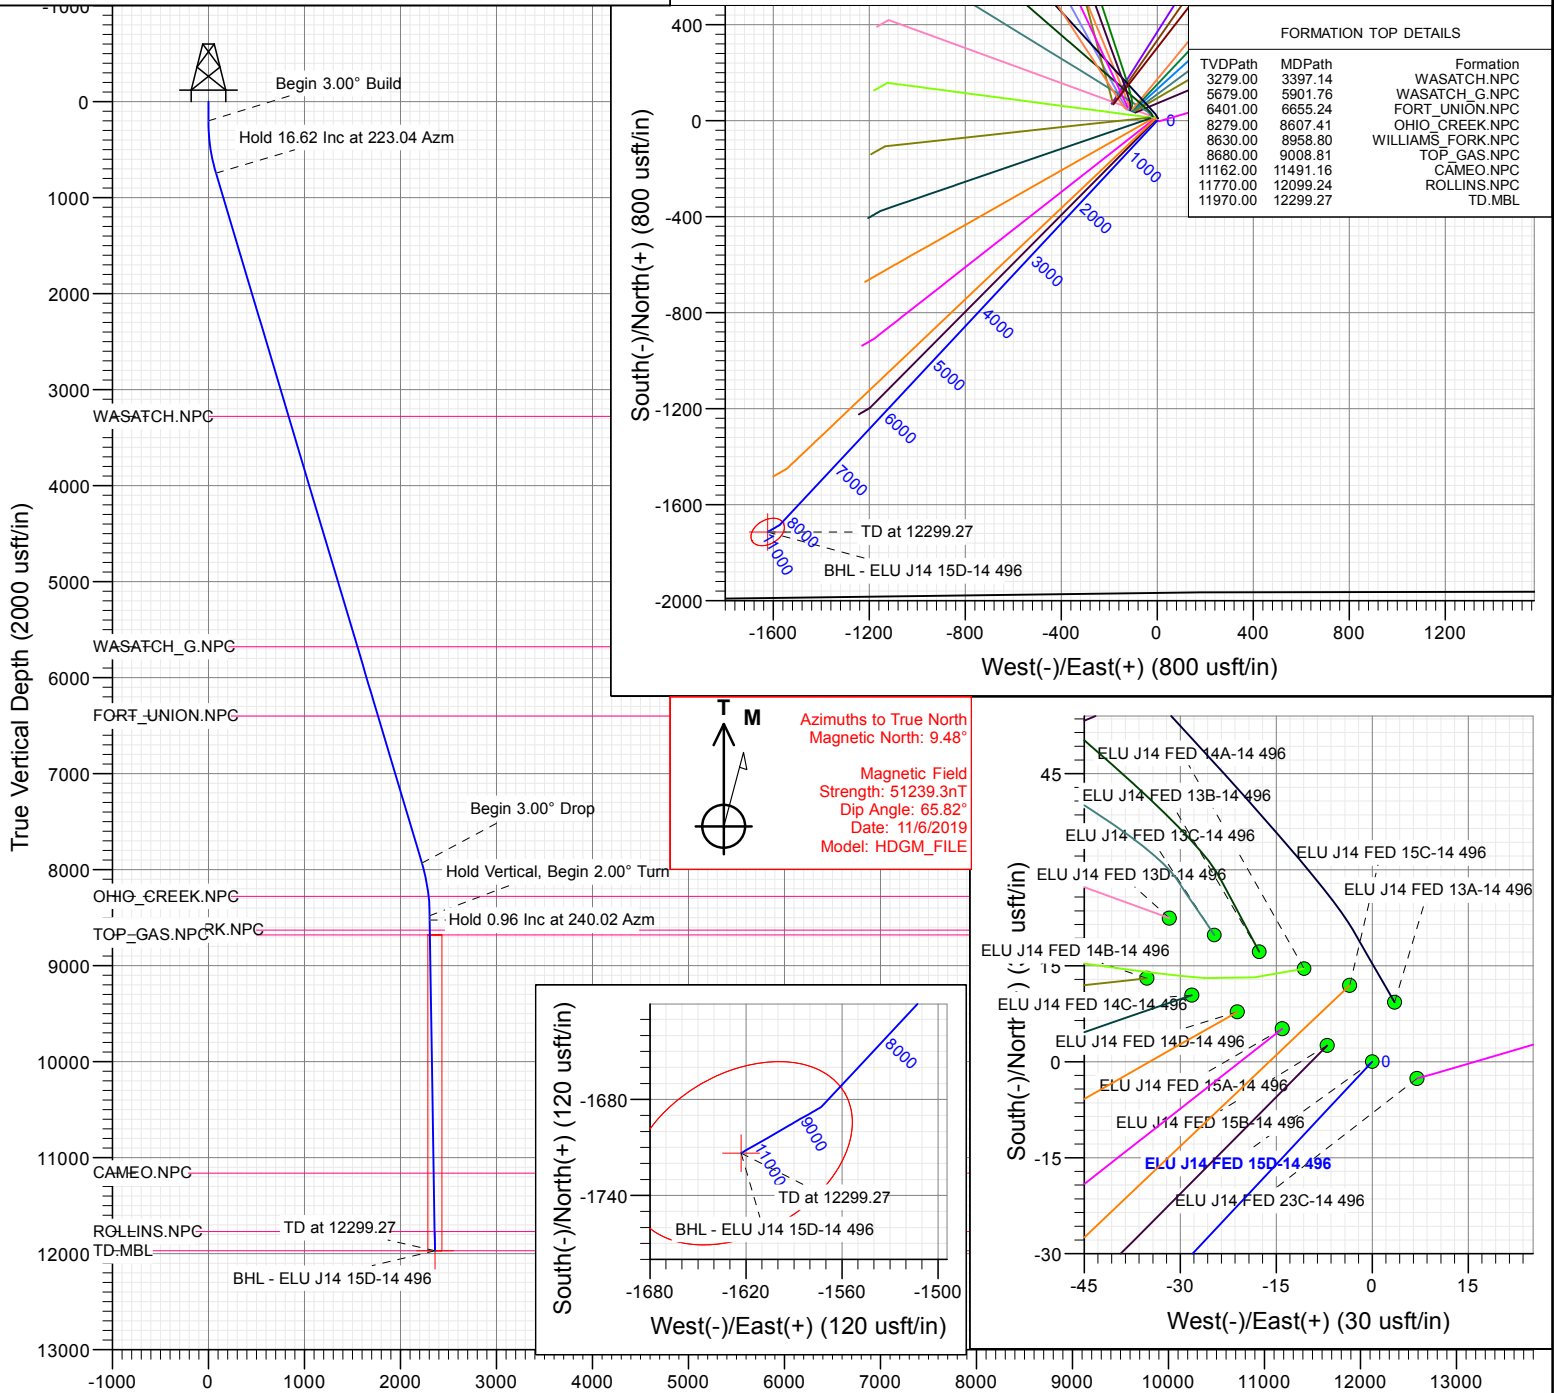 True Vertical Depth (2000 usft/in)
-1000
0
1000
2000
3000
4000
5000
6000
7000
8000
9000
10000
11000
12000
13000
-1000
0
1000
2000
3000
4000
5000
6000
7000
8000
9000
10000
11000
12000
13000
Begin 3.00° Build
Hold 16.62 Inc at 223.04 Azm
WASATCH.NPC
WASATCH_G.NPC
FORT_UNION.NPC
Begin 3.00° Drop
Hold Vertical, Begin 2.00° Turn
OHIO_CREEK.NPC
Hold 0.96 Inc at 240.02 Azm
RK.NPC
TOP_GAS.NPC
CAMEO.NPC
ROLLINS.NPC
TD at 12299.27
TD.MBL
BHL - ELU J14 15D-14 496
South(-)/North(+) (800 usft/in)
400
0
-400
-800
-1200
-1600
-2000
-1600
-1200
-800
-400
0
400
800
1200
West(-)/East(+) (800 usft/in)
0
1000
2000
3000
4000
5000
6000
7000
8000
11000
TD at 12299.27
BHL - ELU J14 15D-14 496
FORMATION TOP DETAILS
TVDPath MDPath Formation
3279.00 3397.14 WASATCH.NPC
5679.00 5901.76 WASATCH_G.NPC
6401.00 6655.24 FORT_UNION.NPC
8279.00 8607.41 OHIO_CREEK.NPC
8630.00 8958.80 WILLIAMS_FORK.NPC
8680.00 9008.81 TOP_GAS.NPC
11162.00 11491.16 CAMEO.NPC
11770.00 12099.24 ROLLINS.NPC
11970.00 12299.27 TD.MBL
T
M
Azimuths to True North
Magnetic North: 9.48°
Magnetic Field
Strength: 51239.3nT
Dip Angle: 65.82°
Date: 11/6/2019
Model: HDGM_FILE
South(-)/North(+) (120 usft/in)
-1680
-1740
-1680
-1620
-1560
-1500
West(-)/East(+) (120 usft/in)
8000
9000
11000
TD at 12299.27
BHL - ELU J14 15D-14 496
45
15
0
-15
-30
-45
-30
-15
0
15
West(-)/East(+) (30 usft/in)
ELU J14 FED 14A-14 496
ELU J14 FED 13B-14 496
ELU J14 FED 13C-14 496
ELU J14 FED 15C-14 496
ELU J14 FED 13D-14 496
ELU J14 FED 13A-14 496
ELU J14 FED 14B-14 496
ELU J14 FED 14C-14 496
ELU J14 FED 14D-14 496
0
ELU J14 FED 15A-14 496
ELU J14 FED 15B-14 496
ELU J14 FED 15D-14 496
ELU J14 FED 23C-14 496